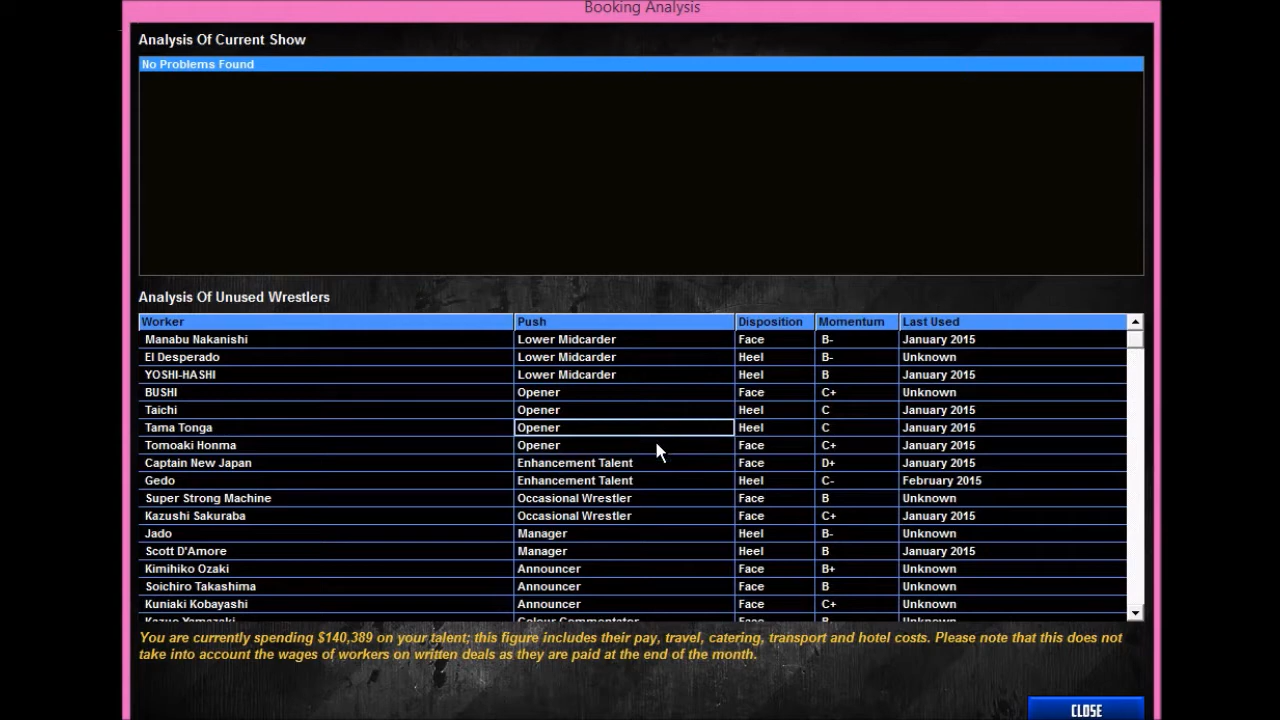 Booking Analysis
Analysis Of Current Show
No Problems Found
Analysis Of Unused Wrestlers
Worker Push Disposition Momentum Last Used
Manabu Nakanishi Lower Midcarder Face B- January 2015
El Desperado Lower Midcarder Heel B- Unknown
YOSHI-HASHI Lower Midcarder Heel B January 2015
BUSHI Opener Face C+ Unknown
Taichi Opener Heel C January 2015
Tama Tonga Opener Heel C January 2015
Tomoaki Honma Opener Face C+ January 2015
Captain New Japan Enhancement Talent Face D+ January 2015
Gedo Enhancement Talent Heel C- February 2015
Super Strong Machine Occasional Wrestler Face B Unknown
Kazushi Sakuraba Occasional Wrestler Face C+ January 2015
Jado Manager Heel B- Unknown
Scott D'Amore Manager Heel B January 2015
Kimihiko Ozaki Announcer Face B+ Unknown
Soichiro Takashima Announcer Face B Unknown
Kuniaki Kobayashi Announcer Face C+ Unknown
Kazuo Yamazaki Colour Commentator Face B Unknown
You are currently spending $140,389 on your talent; this figure includes their pay, travel, catering, transport and hotel costs. Please note that this does not
take into account the wages of workers on written deals as they are paid at the end of the month.
CLOSE